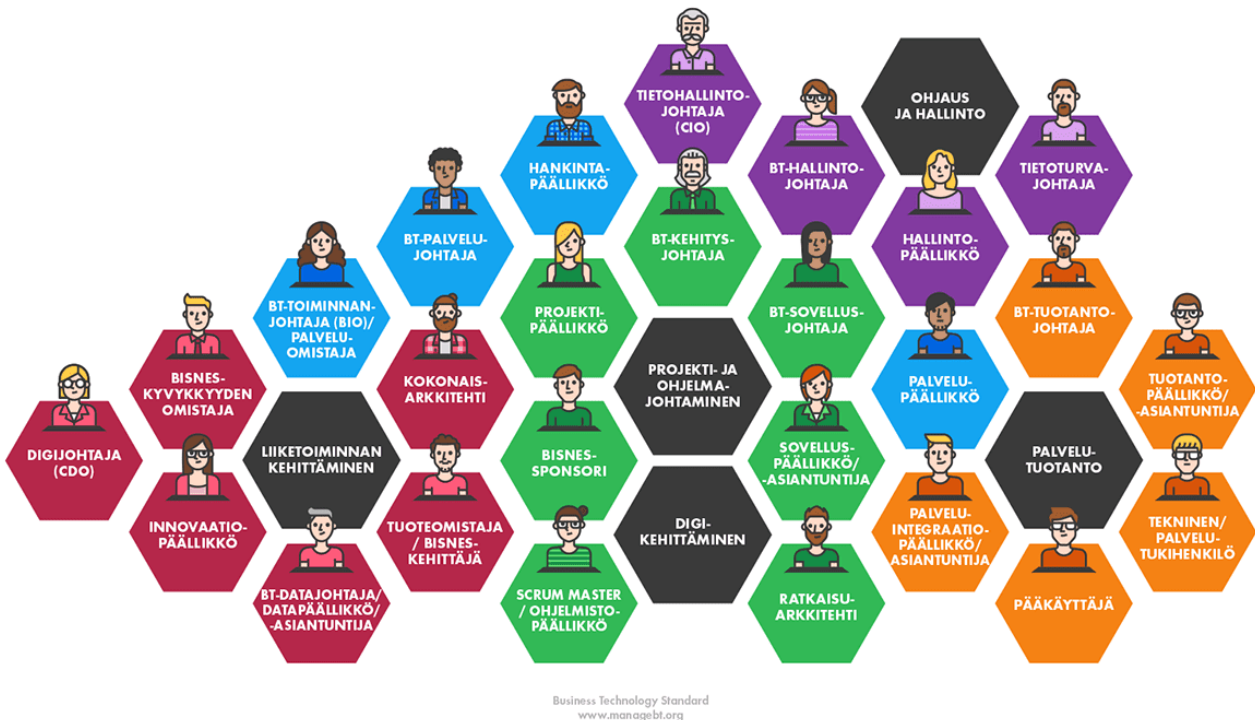 TIETOHALLINTO-
JOHTAJA
(CIO)
OHJAUS
JA HALLINTO
HANKINTA-
PÄÄLLIKKÖ
BT-HALLINTO-
JOHTAJA
TIETOTURVA-
JOHTAJA
BT-PALVELU-
JOHTAJA
BT-KEHITYS-
JOHTAJA
HALLINTO-
PÄÄLLIKKÖ
BT-TOIMINNAN-
JOHTAJA (BIO)/
PALVELU-
OMISTAJA
PROJEKTI-
PÄÄLLIKKÖ
BT-SOVELLUS-
JOHTAJA
BT-TUOTANTO-
JOHTAJA
BISNES-
KYVYKKYYDEN
OMISTAJA
KOKONAIS-
ARKKITEHTI
PROJEKTI- JA
OHJELMA-
JOHTAMINEN
PALVELU-
PÄÄLLIKKÖ
TUOTANTO-
PÄÄLLIKKÖ/
-ASIANTUNTIJA
DIGIJOHTAJA
(CDO)
LIIKETOIMINNAN
KEHITTÄMINEN
BISNES-
SPONSORI
SOVELLUS-
PÄÄLLIKKÖ/
-ASIANTUNTIJA
PALVELU-
TUOTANTO
INNOVAATIO-
PÄÄLLIKKÖ
TUOTEOMISTAJA
/ BISNES-
KEHITTÄJÄ
DIGI-
KEHITTÄMINEN
PALVELU-
INTEGRAATIO-
PÄÄLLIKKÖ/
ASIANTUNTIJA
TEKNINEN/
PALVELU-
TUKIHENKILÖ
BT-DATAJOHTAJA/
DATAPÄÄLLIKKÖ/
-ASIANTUNTIJA
SCRUM MASTER
/ OHJELMISTO-
PÄÄLLIKKÖ
RATKAISU-
ARKKITEHTI
PÄÄKÄYTTÄJÄ
Business Technology Standard
www.managebt.org